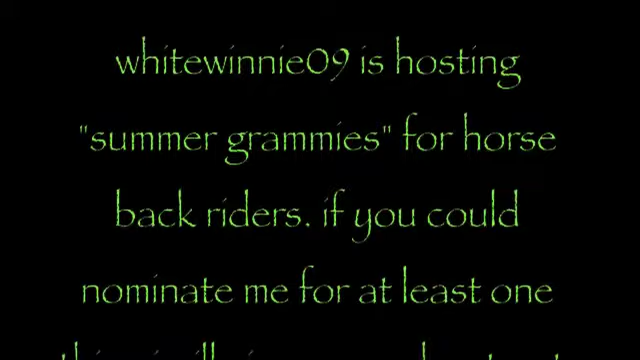 whitewinnie09 is hosting
"summer grammies" for horse
back riders. if you could
nominate me for at least one